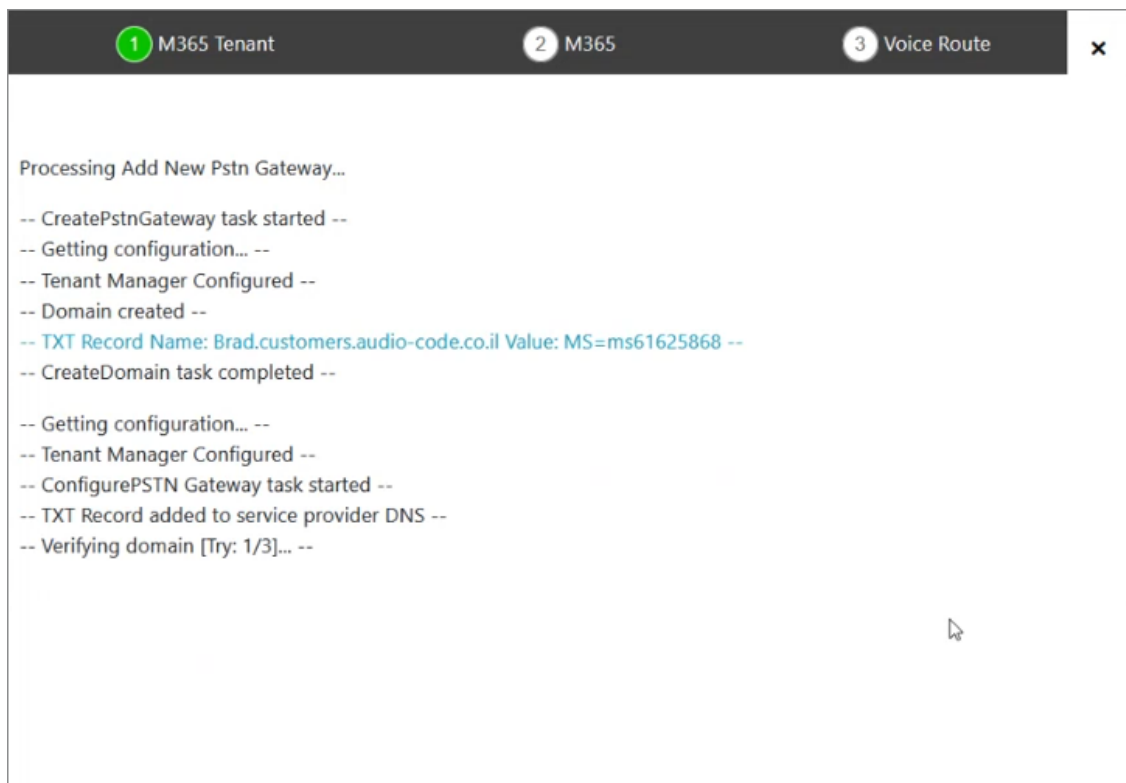 1 M365 Tenant
2 M365
3 Voice Route
×
Processing Add New Pstn Gateway...
-- CreatePstnGateway task started --
-- Getting configuration... --
-- Tenant Manager Configured --
-- Domain created --
-- TXT Record Name: Brad.customers.audio-code.co.il Value: MS=ms61625868 --
-- CreateDomain task completed --
-- Getting configuration... --
-- Tenant Manager Configured --
-- ConfigurePSTN Gateway task started --
-- TXT Record added to service provider DNS --
-- Verifying domain [Try: 1/3]... --